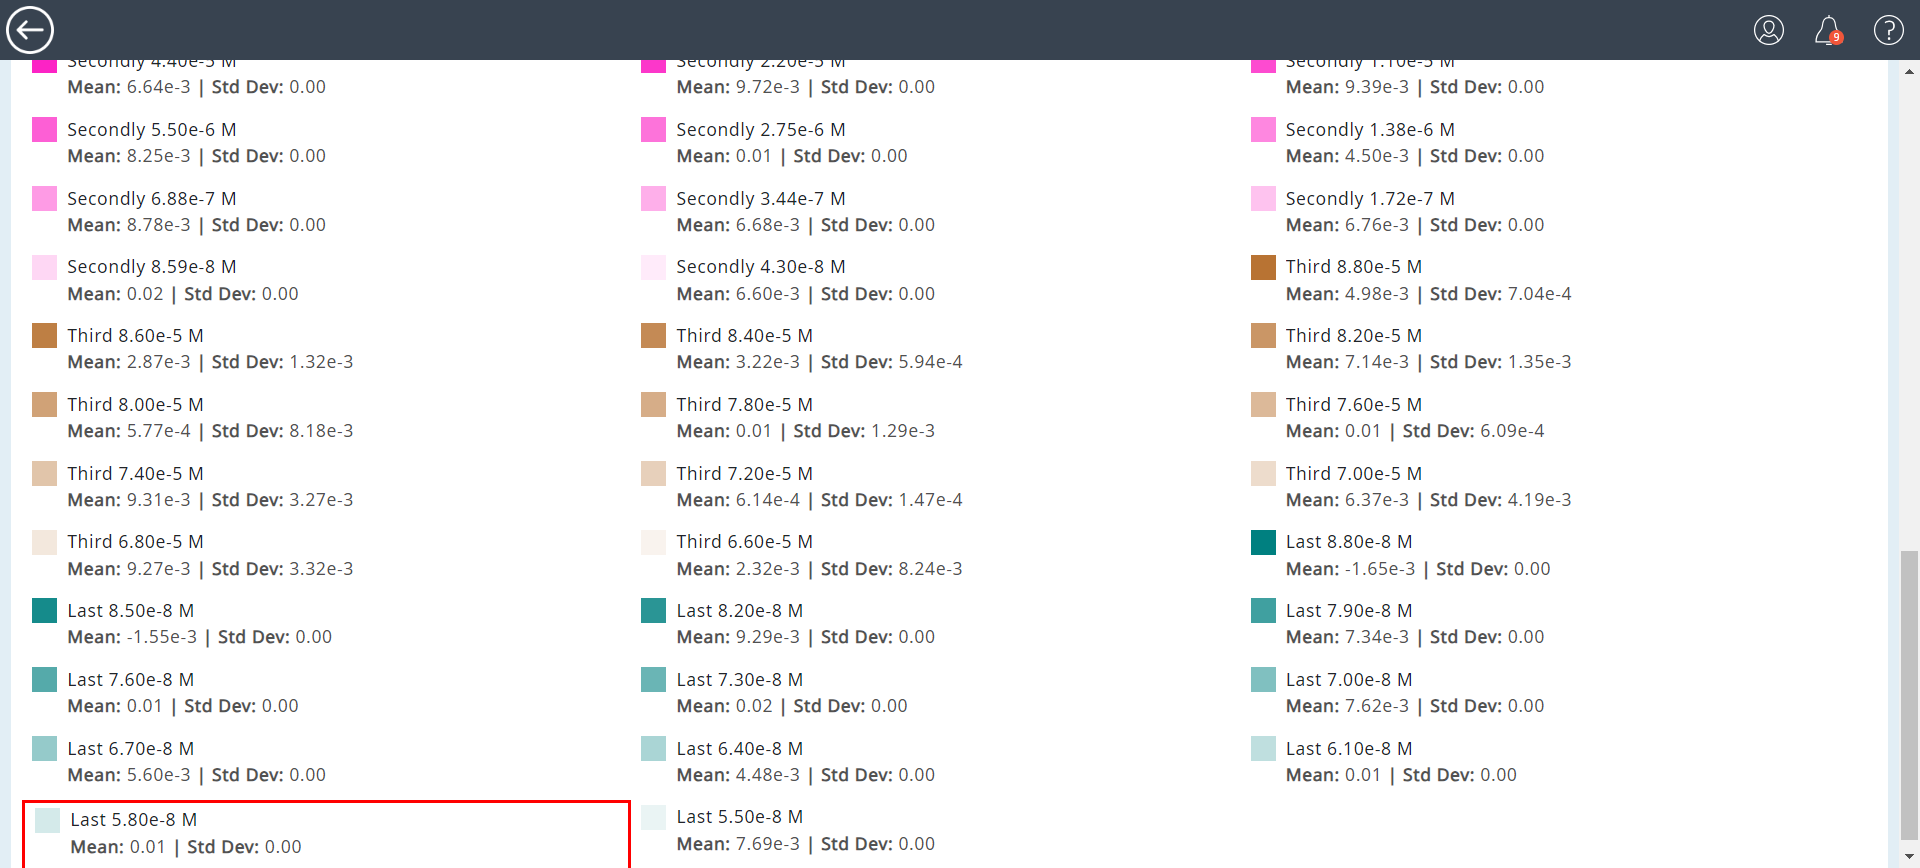 9
?
Secondly 4.40e-5 M
Mean: 6.64e-3 | Std Dev: 0.00
Secondly 2.20e-5 M
Mean: 9.72e-3 | Std Dev: 0.00
Secondly 1.10e-5 M
Mean: 9.39e-3 | Std Dev: 0.00
Secondly 5.50e-6 M
Mean: 8.25e-3 | Std Dev: 0.00
Secondly 2.75e-6 M
Mean: 0.01 | Std Dev: 0.00
Secondly 1.38e-6 M
Mean: 4.50e-3 | Std Dev: 0.00
Secondly 6.88e-7 M
Mean: 8.78e-3 | Std Dev: 0.00
Secondly 3.44e-7 M
Mean: 6.68e-3 | Std Dev: 0.00
Secondly 1.72e-7 M
Mean: 6.76e-3 | Std Dev: 0.00
Secondly 8.59e-8 M
Mean: 0.02 | Std Dev: 0.00
Secondly 4.30e-8 M
Mean: 6.60e-3 | Std Dev: 0.00
Third 8.80e-5 M
Mean: 4.98e-3 | Std Dev: 7.04e-4
Third 8.60e-5 M
Mean: 2.87e-3 | Std Dev: 1.32e-3
Third 8.40e-5 M
Mean: 3.22e-3 | Std Dev: 5.94e-4
Third 8.20e-5 M
Mean: 7.14e-3 | Std Dev: 1.35e-3
Third 8.00e-5 M
Mean: 5.77e-4 | Std Dev: 8.18e-3
Third 7.80e-5 M
Mean: 0.01 | Std Dev: 1.29e-3
Third 7.60e-5 M
Mean: 0.01 | Std Dev: 6.09e-4
Third 7.40e-5 M
Mean: 9.31e-3 | Std Dev: 3.27e-3
Third 7.20e-5 M
Mean: 6.14e-4 | Std Dev: 1.47e-4
Third 7.00e-5 M
Mean: 6.37e-3 | Std Dev: 4.19e-3
Third 6.80e-5 M
Mean: 9.27e-3 | Std Dev: 3.32e-3
Third 6.60e-5 M
Mean: 2.32e-3 | Std Dev: 8.24e-3
Last 8.80e-8 M
Mean: -1.65e-3 | Std Dev: 0.00
Last 8.50e-8 M
Mean: -1.55e-3 | Std Dev: 0.00
Last 8.20e-8 M
Mean: 9.29e-3 | Std Dev: 0.00
Last 7.90e-8 M
Mean: 7.34e-3 | Std Dev: 0.00
Last 7.60e-8 M
Mean: 0.01 | Std Dev: 0.00
Last 7.30e-8 M
Mean: 0.02 | Std Dev: 0.00
Last 7.00e-8 M
Mean: 7.62e-3 | Std Dev: 0.00
Last 6.70e-8 M
Mean: 5.60e-3 | Std Dev: 0.00
Last 6.40e-8 M
Mean: 4.48e-3 | Std Dev: 0.00
Last 6.10e-8 M
Mean: 0.01 | Std Dev: 0.00
Last 5.80e-8 M
Mean: 0.01 | Std Dev: 0.00
Last 5.50e-8 M
Mean: 7.69e-3 | Std Dev: 0.00